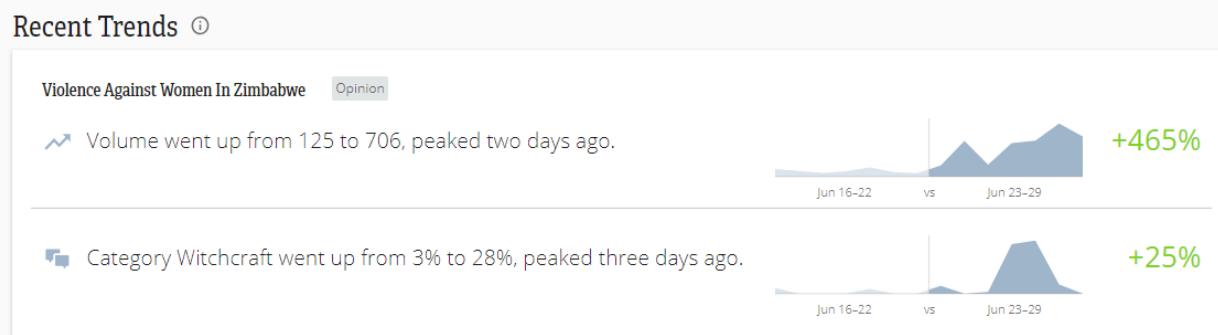 Recent Trends
Violence Against Women In Zimbabwe Opinion
Volume went up from 125 to 706, peaked two days ago.
+465%
Jun 16–22 vs Jun 23–29
Category Witchcraft went up from 3% to 28%, peaked three days ago.
+25%
Jun 16–22 vs Jun 23–29